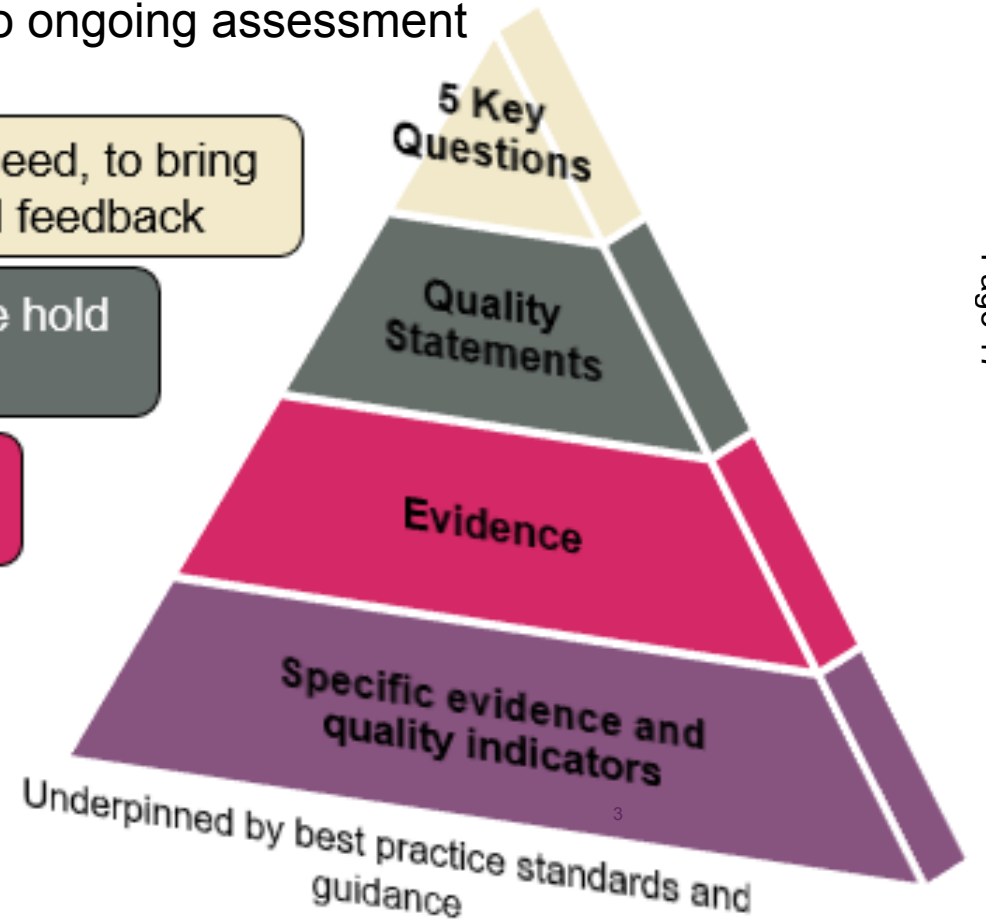 o ongoing assessment
eed, to bring
feedback
e hold
5 Key
Questions
Quality
Statements
Evidence
Specific evidence and
quality indicators
3
Underpinned by best practice standards and
guidance